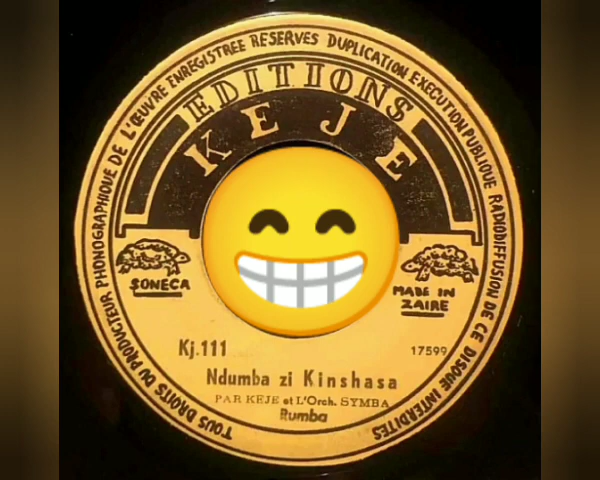 TOUS DROITS DU PRODUCTEUR PHONOGRAPHIQUE DE L'ŒUVRE ENREGISTREE RESERVES DUPLICATION EXECUTION PUBLIQUE RADIODIFFUSION DE CE DISQUE INTERDITES
EDITIONS
KEJE
SONECA
MADE IN
ZAIRE
Kj.111
17599
Ndumba zi Kinshasa
PAR KEJE et L'Orch. SYMBA
Rumba